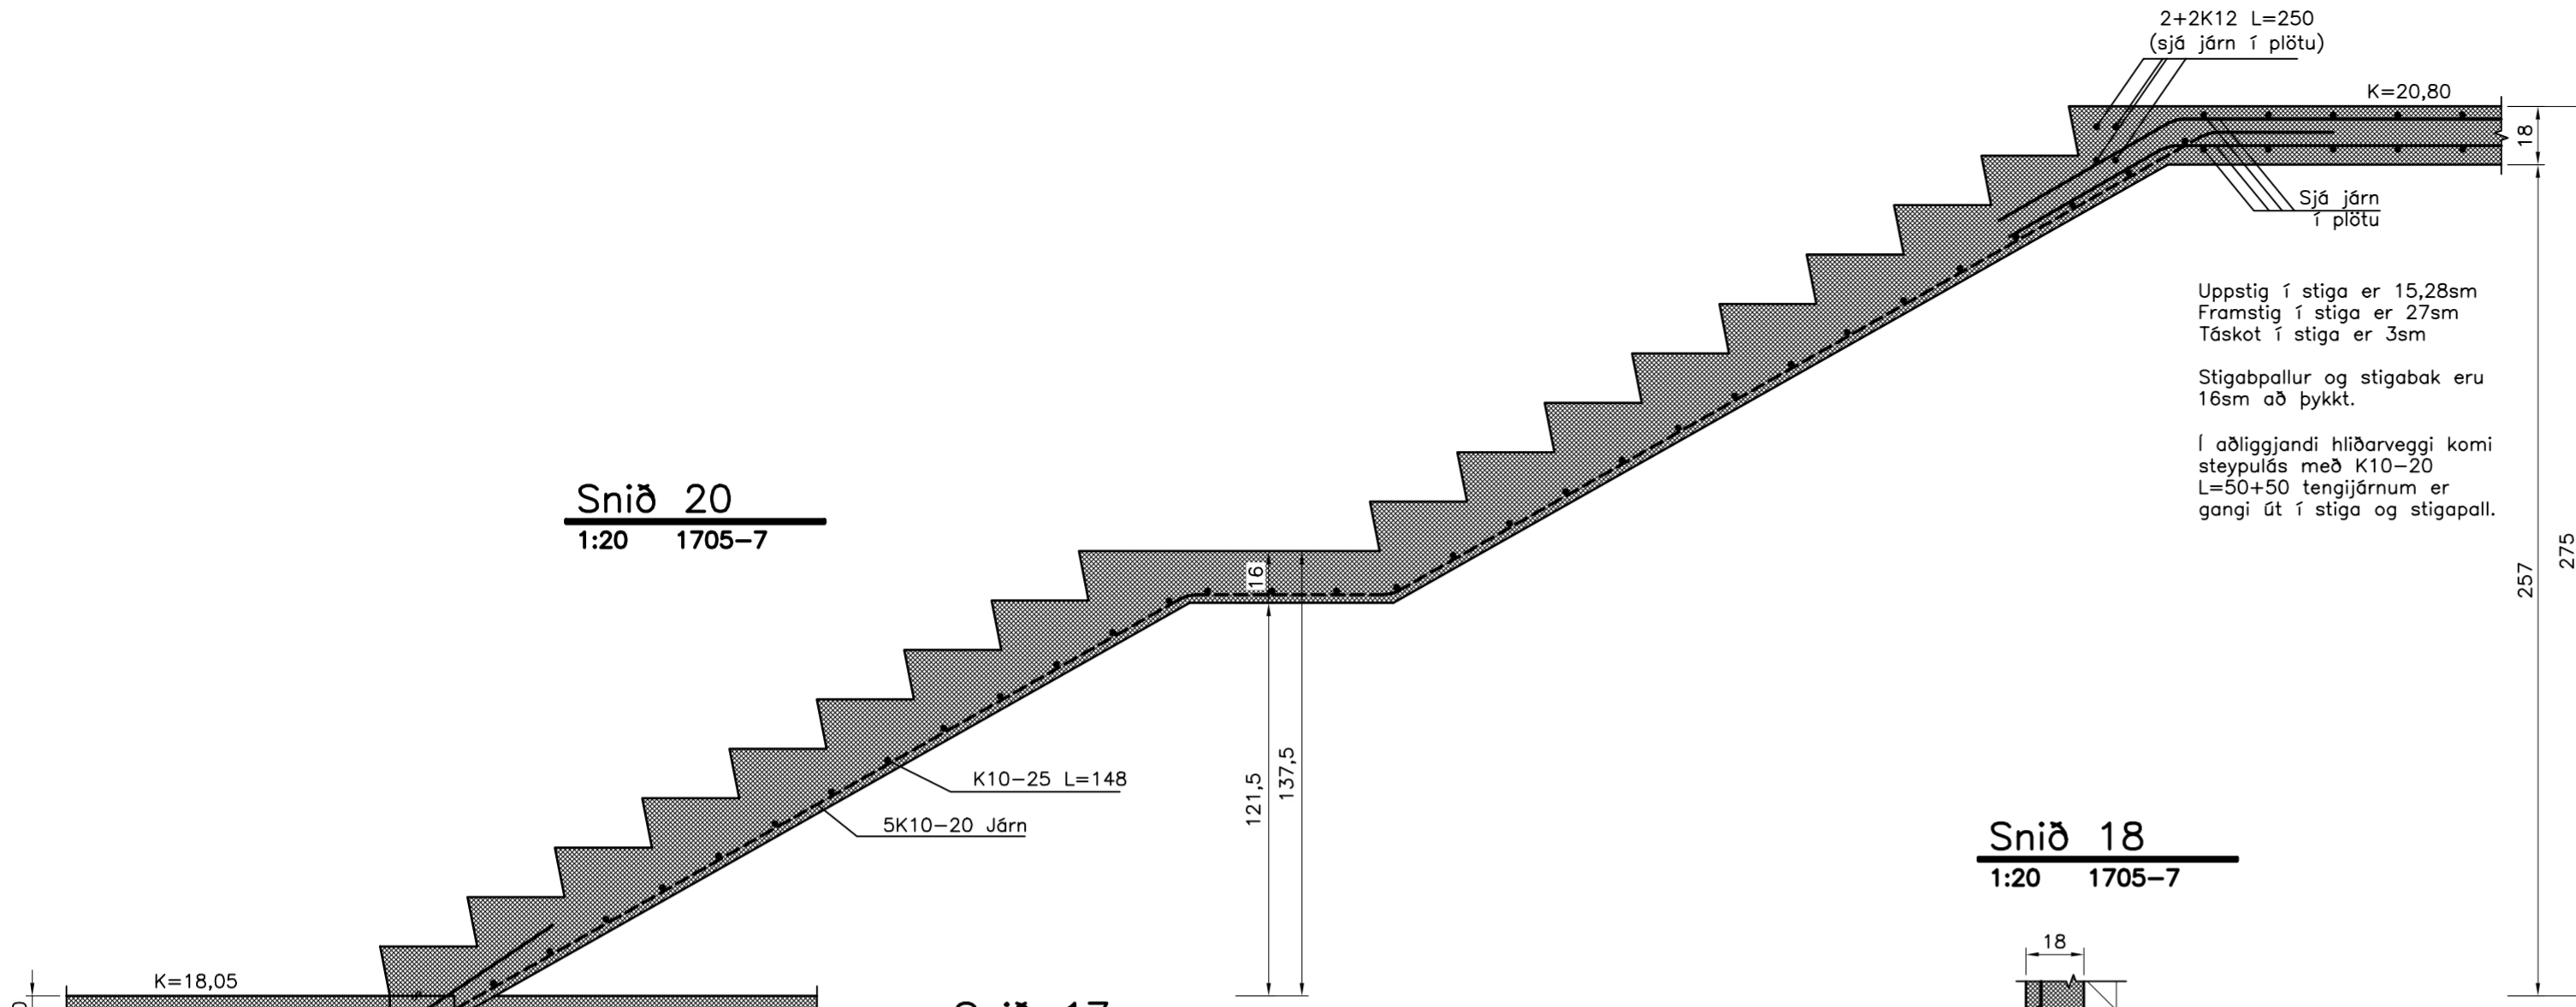 2+2K12 L=250
(sjá járn í plötu)
K=20,80
18
Sjá járn
í plötu
Uppstig í stiga er 15,28sm
Framstig í stiga er 27sm
Táskot í stiga er 3sm
Stigabpallur og stigabak eru
16sm að þykkt.
Í aðliggjandi hliðarveggi komi
steypulás með K10-20
L=50+50 tengijárnum er
gangi út í stiga og stigapall.
257
275
Snið 20
1:20 1705-7
16
121,5
137,5
K10-25 L=148
5K10-20 Járn
Snið 18
1:20 1705-7
18
K=18,05
Snið 17